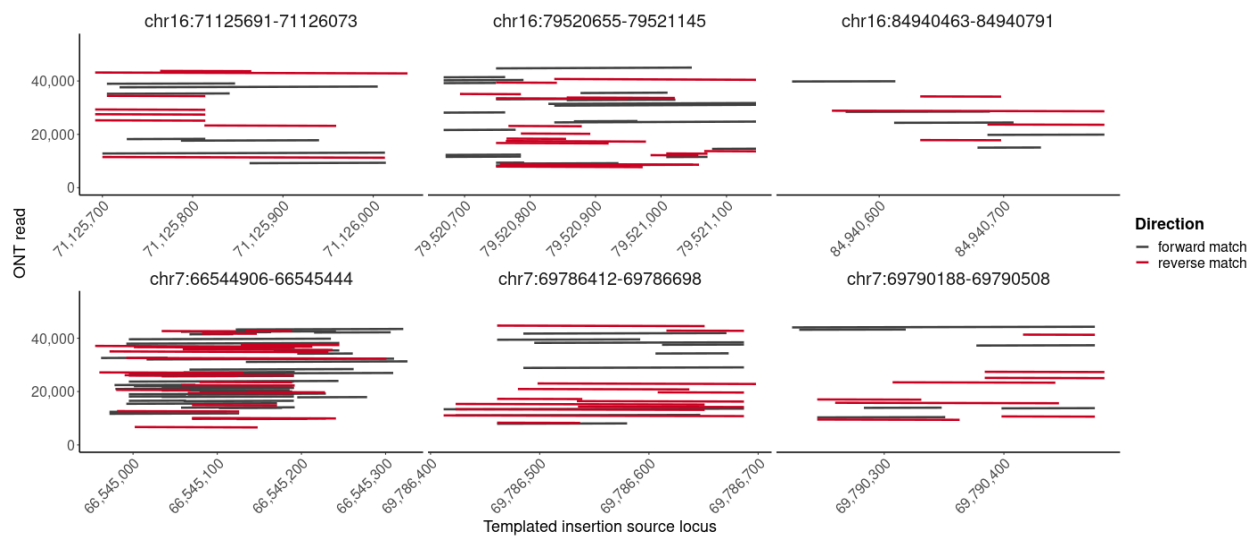 chr16:71125691-71126073
chr16:79520655-79521145
chr16:84940463-84940791
40,000
20,000
0
71,125,700
71,125,800
71,125,900
71,126,000
79,520,700
79,520,800
79,520,900
79,521,000
79,521,100
84,940,600
84,940,700
ONT read
Direction
forward match
reverse match
chr7:66544906-66545444
chr7:69786412-69786698
chr7:69790188-69790508
40,000
20,000
0
66,545,000
66,545,100
66,545,200
66,545,300
69,786,400
69,786,500
69,786,600
69,786,700
69,790,300
69,790,400
Templated insertion source locus